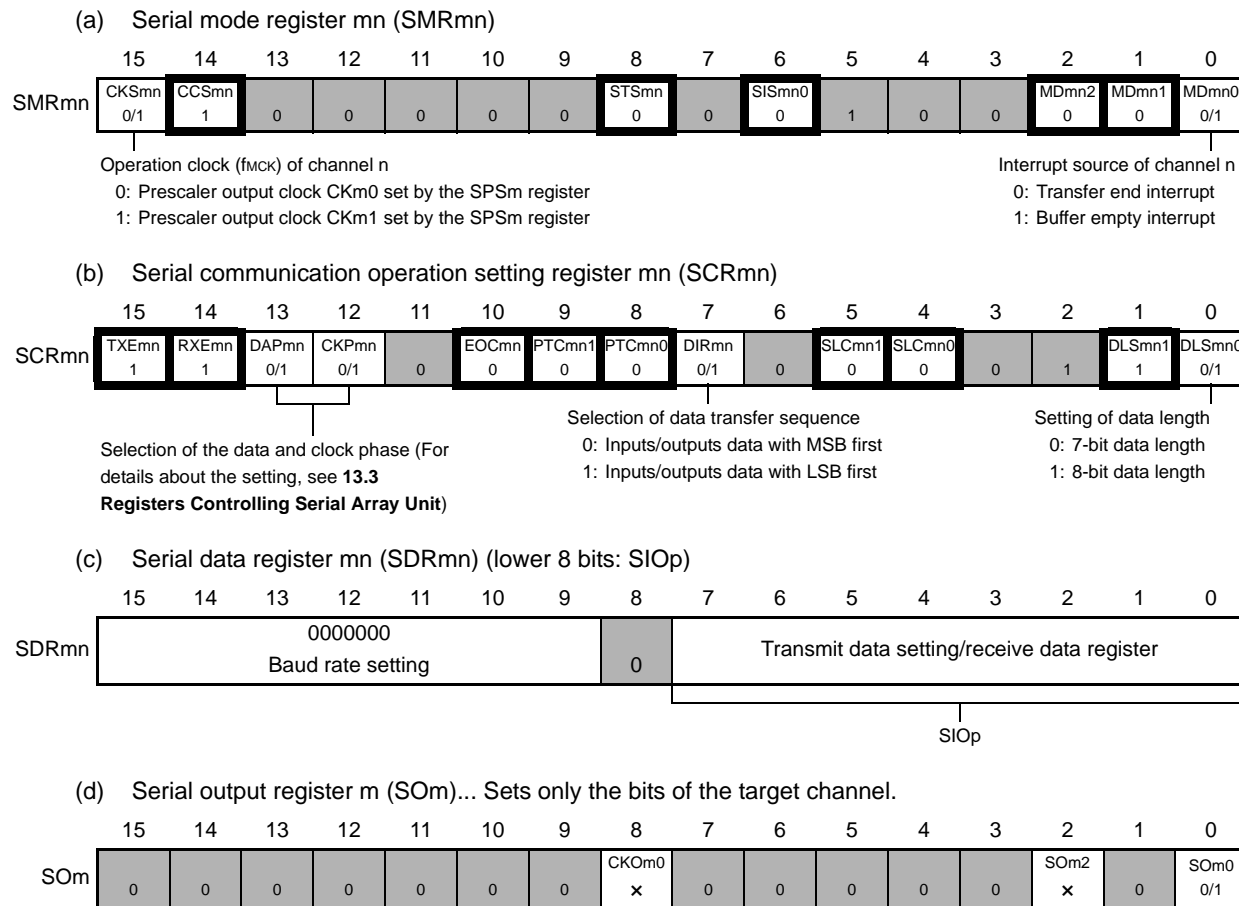 (a) Serial mode register mn (SMRmn)
15 14 13 12 11 10 9 8 7 6 5 4 3 2 1 0
SMRmn CKSmn CCSmn STSmn SISmn0 MDmn2 MDmn1 MDmn0
0/1 1 0 0 0 0 0 0 0 0 1 0 0 0 0 0/1
Operation clock (fMCK) of channel n
0: Prescaler output clock CKm0 set by the SPSm register
1: Prescaler output clock CKm1 set by the SPSm register
Interrupt source of channel n
0: Transfer end interrupt
1: Buffer empty interrupt
(b) Serial communication operation setting register mn (SCRmn)
15 14 13 12 11 10 9 8 7 6 5 4 3 2 1 0
SCRmn TXEmn RXEmn DAPmn CKPmn EOCmn PTCmn1 PTCmn0 DIRmn SLCmn1 SLCmn0 DLSmn1 DLSmn0
1 1 0/1 0/1 0 0 0 0 0/1 0 0 0 0 1 1 0/1
Selection of the data and clock phase (For
details about the setting, see 13.3
Registers Controlling Serial Array Unit)
Selection of data transfer sequence
0: Inputs/outputs data with MSB first
1: Inputs/outputs data with LSB first
Setting of data length
0: 7-bit data length
1: 8-bit data length
(c) Serial data register mn (SDRmn) (lower 8 bits: SIOp)
15 14 13 12 11 10 9 8 7 6 5 4 3 2 1 0
SDRmn
0000000
Baud rate setting
0
Transmit data setting/receive data register
SIOp
(d) Serial output register m (SOm)... Sets only the bits of the target channel.
15 14 13 12 11 10 9 8 7 6 5 4 3 2 1 0
SOm CKOm0 SOm2 SOm0
0 0 0 0 0 0 0 × 0 0 0 0 0 × 0 0/1